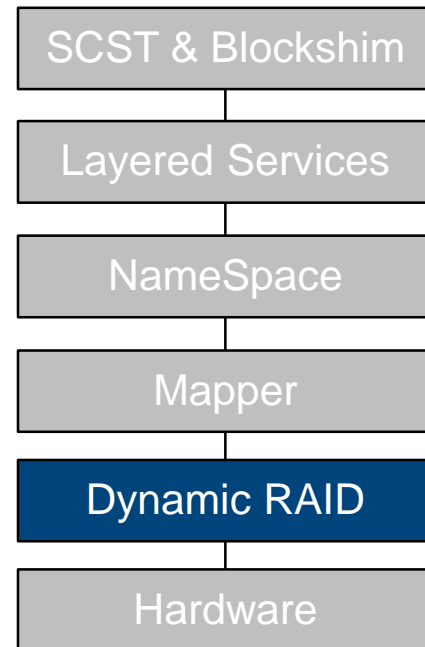 SCST & Blockshim
Layered Services
NameSpace
Mapper
Dynamic RAID
Hardware